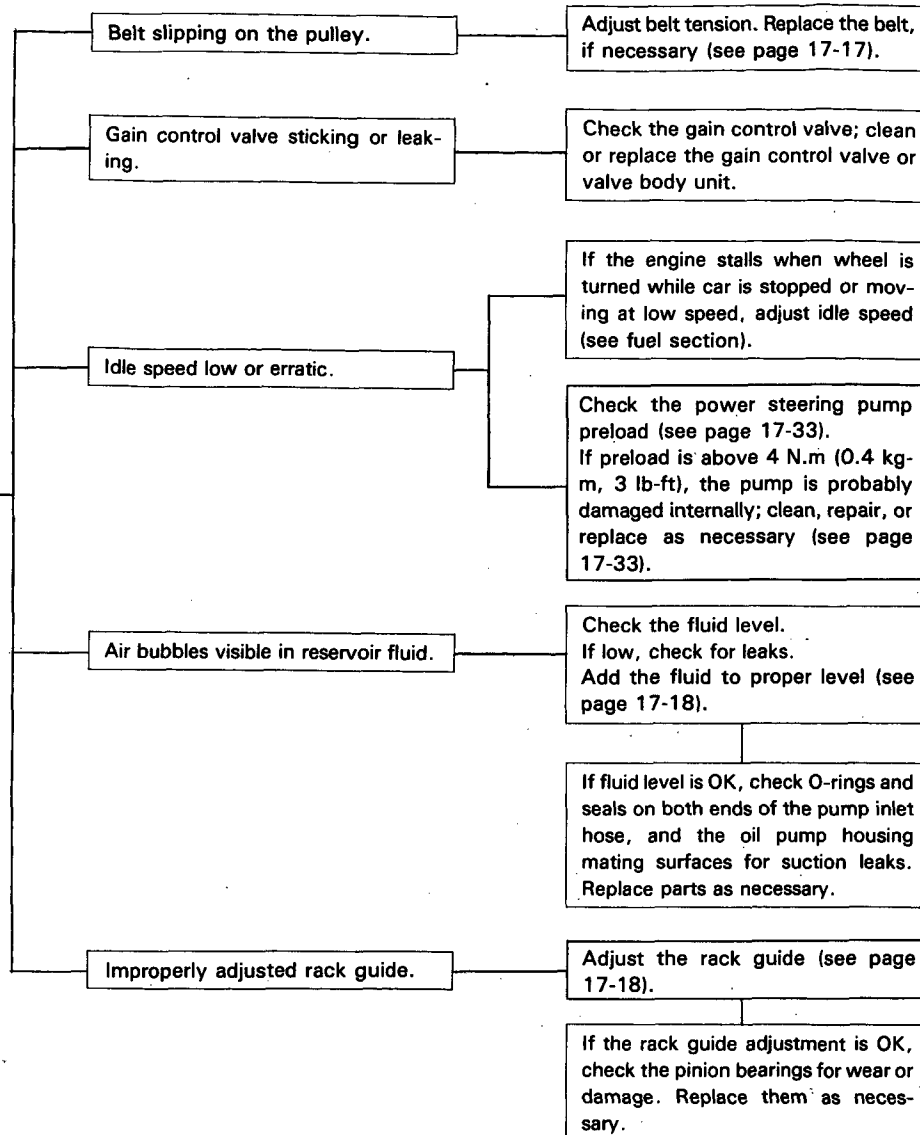 Belt slipping on the pulley.
Adjust belt tension. Replace the belt,
if necessary (see page 17-17).
Gain control valve sticking or leak-
ing.
Check the gain control valve; clean
or replace the gain control valve or
valve body unit.
Idle speed low or erratic.
If the engine stalls when wheel is
turned while car is stopped or mov-
ing at low speed, adjust idle speed
(see fuel section).
Check the power steering pump
preload (see page 17-33).
If preload is above 4 N.m (0.4 kg-
m, 3 lb-ft), the pump is probably
damaged internally; clean, repair, or
replace as necessary (see page
17-33).
Air bubbles visible in reservoir fluid.
Check the fluid level.
If low, check for leaks.
Add the fluid to proper level (see
page 17-18).
If fluid level is OK, check O-rings and
seals on both ends of the pump inlet
hose, and the oil pump housing
mating surfaces for suction leaks.
Replace parts as necessary.
Improperly adjusted rack guide.
Adjust the rack guide (see page
17-18).
If the rack guide adjustment is OK,
check the pinion bearings for wear or
damage. Replace them as neces-
sary.